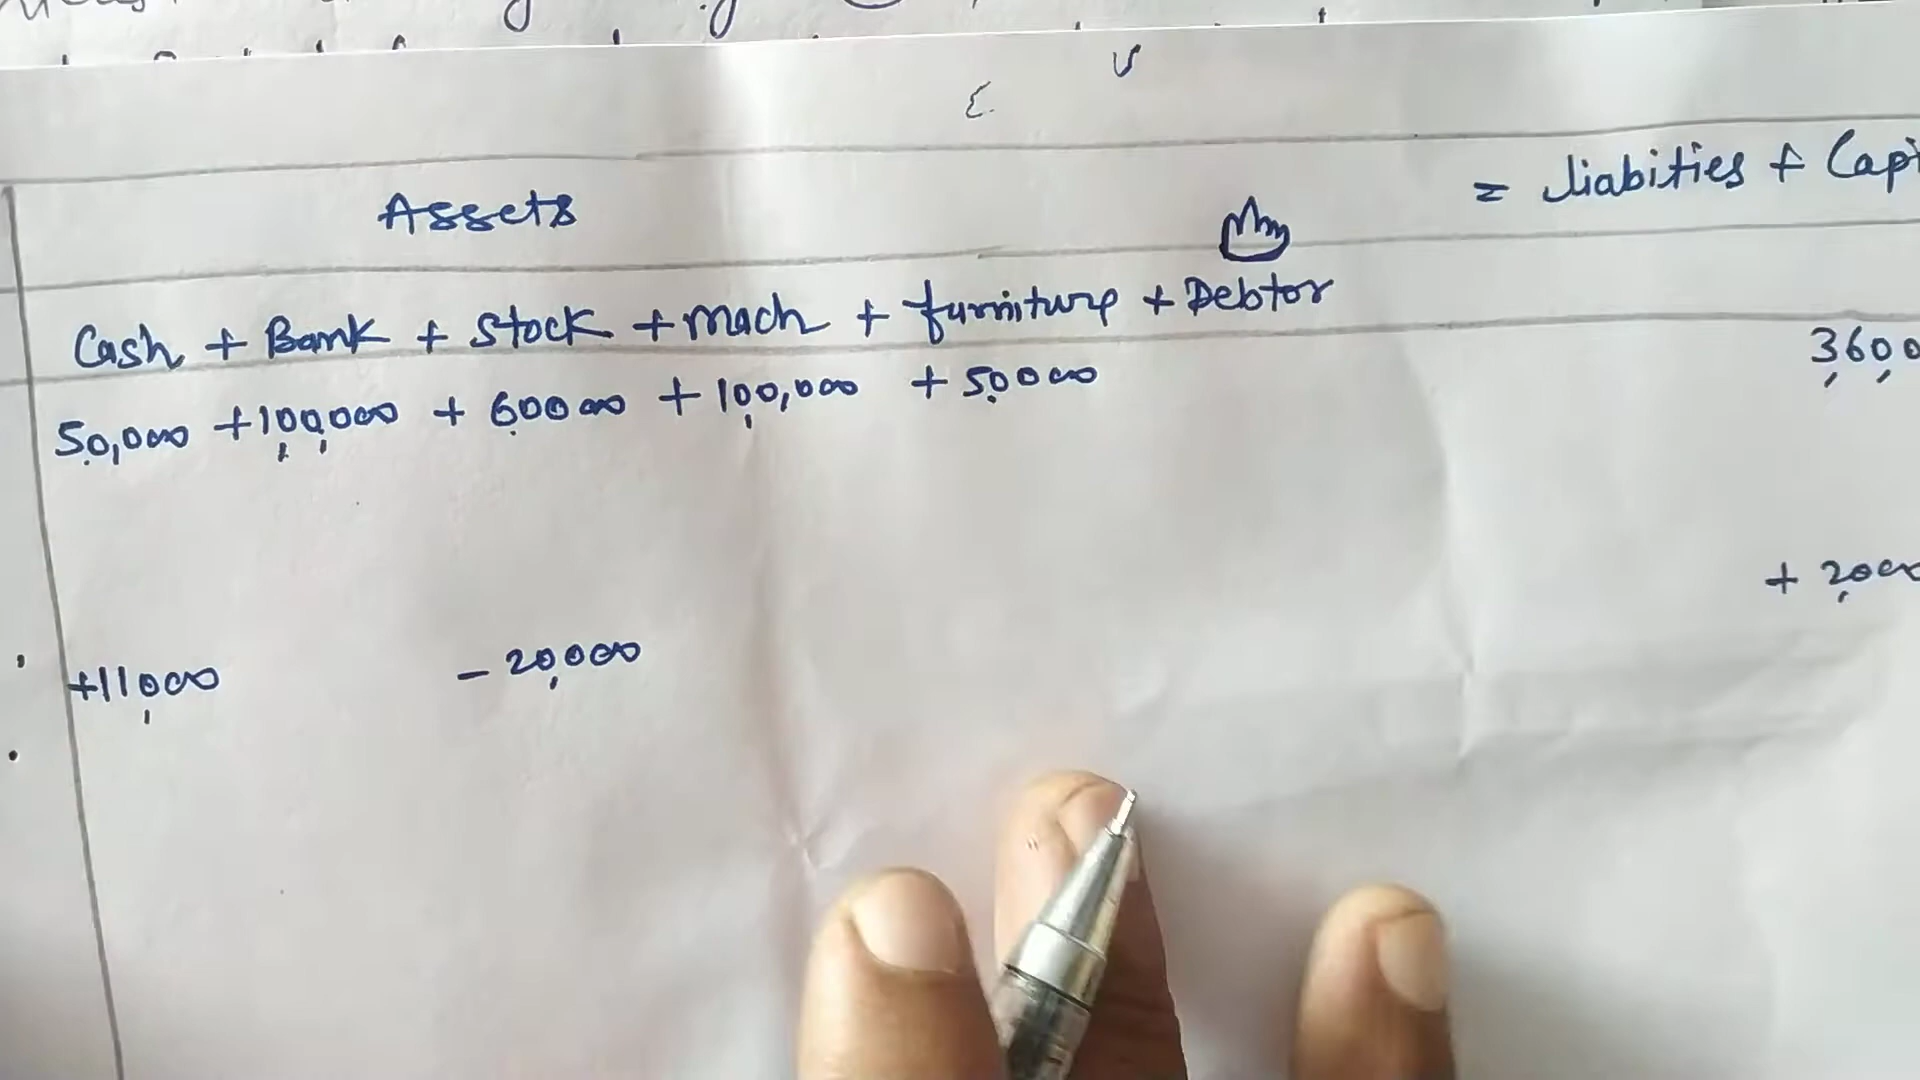 Assets = liabities + Capi
Cash + Bank + Stock + mach + furniture + Debtor
50,000 + 100,000 + 60000 + 100,000 + 50000 3600
+ 2000
+11000 - 20,000